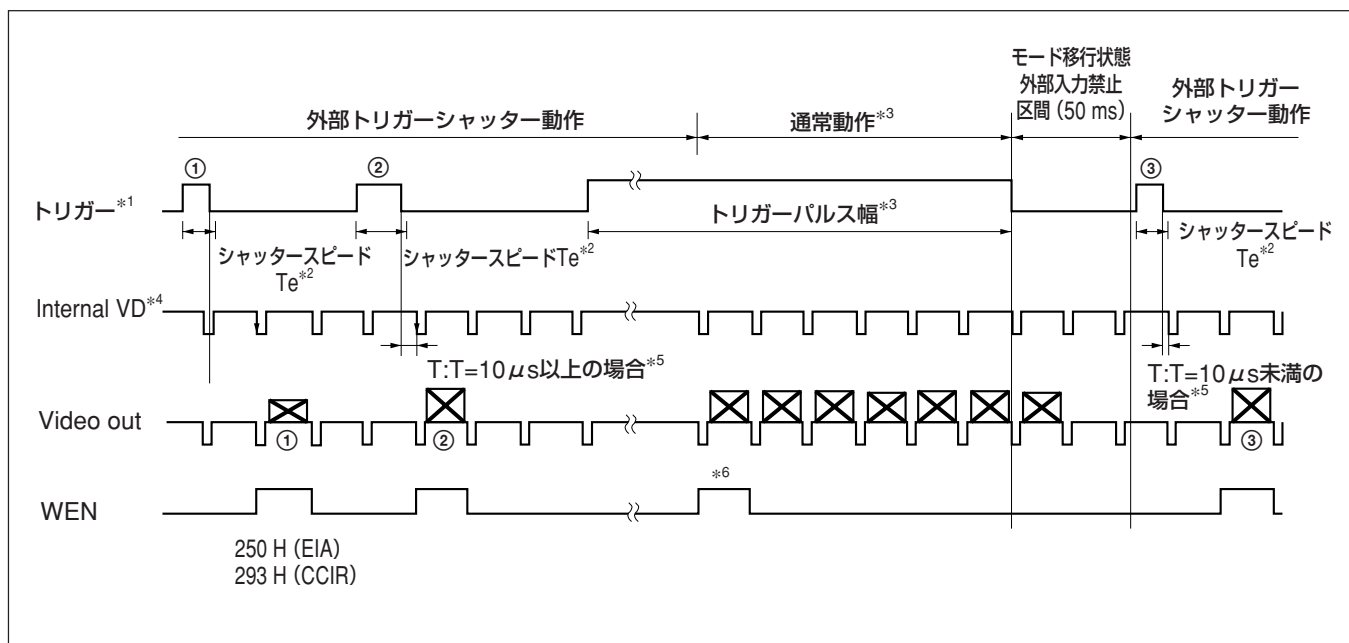 モード移行状態
外部入力禁止
区間 (50 ms)
外部トリガー
シャッター動作
外部トリガーシャッター動作
通常動作*3
① ② ③
トリガー*1
トリガーパルス幅*3
シャッタースピード
Te*2
シャッタースピードTe*2
シャッタースピード
Te*2
Internal VD*4
T:T=10μs以上の場合*5
T:T=10μs未満の
場合*5
Video out
① ② ③
*6
WEN
250 H (EIA)
293 H (CCIR)